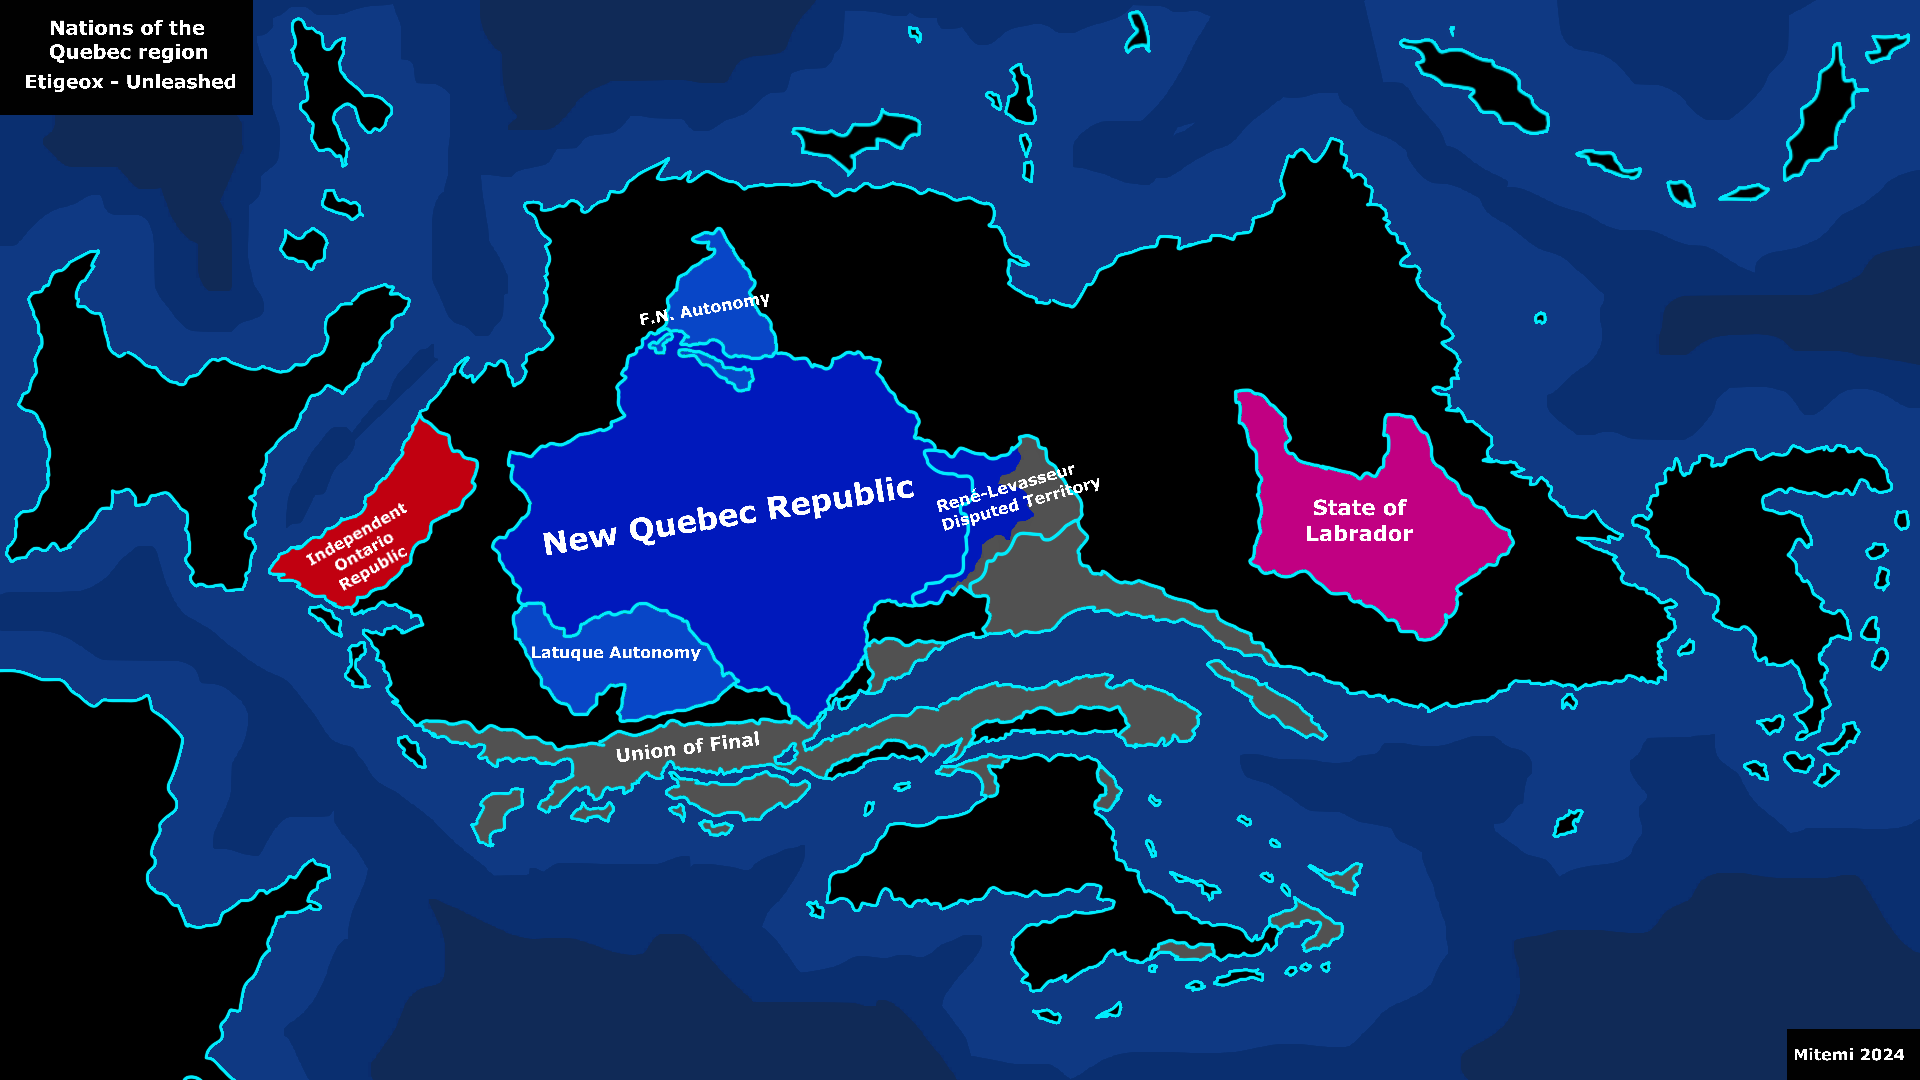 Nations of the
Quebec region
Etigeox - Unleashed
F.N. Autonomy
New Quebec Republic
René-Levasseur
Disputed Territory
State of
Labrador
Independent
Ontario
Republic
Latuque Autonomy
Union of Final
Mitemi 2024